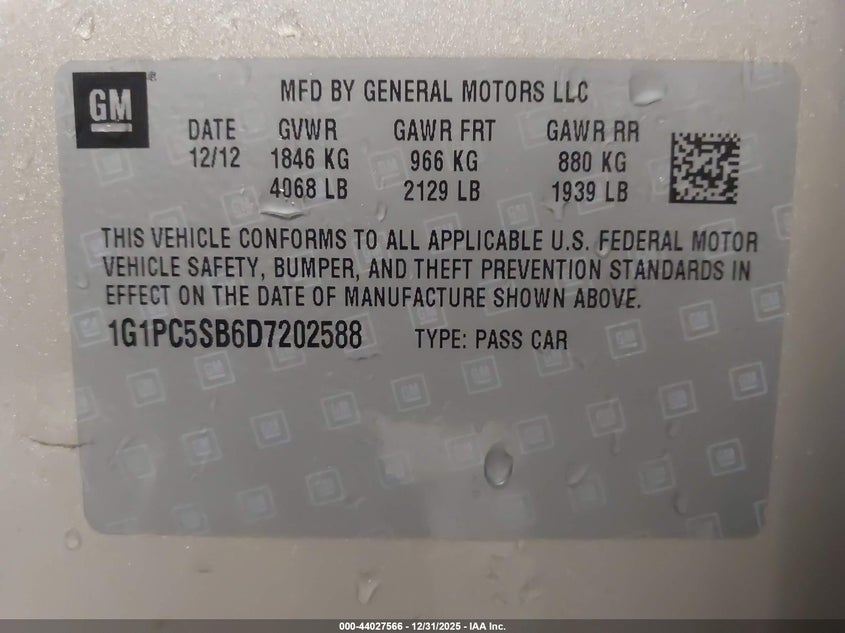 GM
MFD BY GENERAL MOTORS LLC
DATE GVWR GAWR FRT GAWR RR
12/12 1846 KG 966 KG 880 KG
4068 LB 2129 LB 1939 LB
THIS VEHICLE CONFORMS TO ALL APPLICABLE U.S. FEDERAL MOTOR
VEHICLE SAFETY, BUMPER, AND THEFT PREVENTION STANDARDS IN
EFFECT ON THE DATE OF MANUFACTURE SHOWN ABOVE.
1G1PC5SB6D7202588 TYPE: PASS CAR
000-44027566 - 12/31/2025 - IAA Inc.